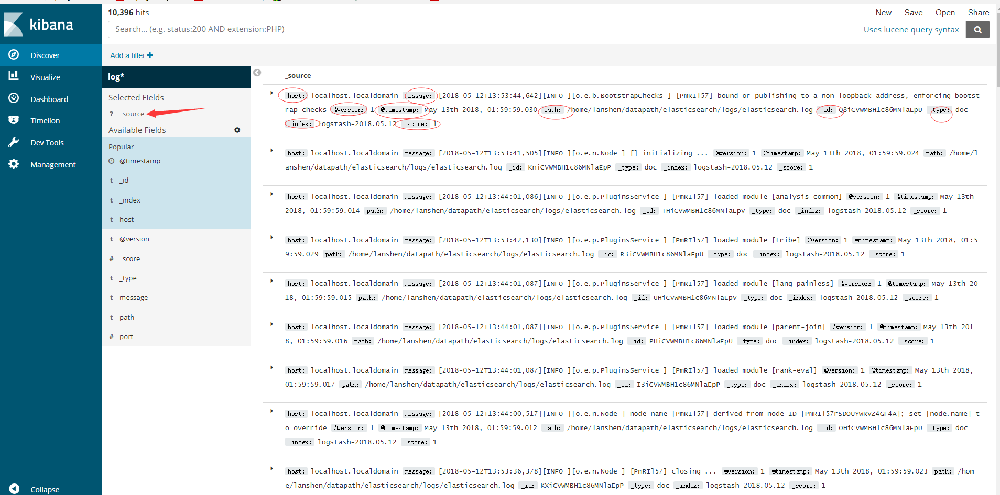 10,396 hits
New Save Open Share
kibana
Search... (e.g. status:200 AND extension:PHP)
Uses lucene query syntax
Discover
Visualize
Dashboard
Timelion
Dev Tools
Management
Collapse
Add a filter
log*
Selected Fields
? _source
Available Fields
Popular
@timestamp
t _id
t _index
t host
t @version
# _score
t _type
t message
t path
# port
_source
host: localhost.localdomain message: [2018-05-12T13:53:44,642][INFO ][o.e.b.BootstrapChecks ] [PmRIl57] bound or publishing to a non-loopback address, enforcing bootst
rap checks @version: 1 @timestamp: May 13th 2018, 01:59:59.030 path: /home/lanshen/datapath/elasticsearch/logs/elasticsearch.log _id: Q3iCVWMBH1c86MNlaEpU _type: doc
_index: logstash-2018.05.12 _score: 1
host: localhost.localdomain message: [2018-05-12T13:53:41,505][INFO ][o.e.n.Node ] [] initializing ... @version: 1 @timestamp: May 13th 2018, 01:59:59.024 path: /home/l
anshen/datapath/elasticsearch/logs/elasticsearch.log _id: KniCVWMBH1c86MNlaEpP _type: doc _index: logstash-2018.05.12 _score: 1
host: localhost.localdomain message: [2018-05-12T13:44:01,086][INFO ][o.e.p.PluginsService ] [PmRIl57] loaded module [analysis-common] @version: 1 @timestamp: May 13th
2018, 01:59:59.014 path: /home/lanshen/datapath/elasticsearch/logs/elasticsearch.log _id: THiCVWMBH1c86MNlaEpV _type: doc _index: logstash-2018.05.12 _score: 1
host: localhost.localdomain message: [2018-05-12T13:53:42,130][INFO ][o.e.p.PluginsService ] [PmRIl57] loaded module [tribe] @version: 1 @timestamp: May 13th 2018, 01:5
9:59.029 path: /home/lanshen/datapath/elasticsearch/logs/elasticsearch.log _id: R3iCVWMBH1c86MNlaEpU _type: doc _index: logstash-2018.05.12 _score: 1
host: localhost.localdomain message: [2018-05-12T13:44:01,087][INFO ][o.e.p.PluginsService ] [PmRIl57] loaded module [lang-painless] @version: 1 @timestamp: May 13th 20
18, 01:59:59.015 path: /home/lanshen/datapath/elasticsearch/logs/elasticsearch.log _id: UHiCVWMBH1c86MNlaEpV _type: doc _index: logstash-2018.05.12 _score: 1
host: localhost.localdomain message: [2018-05-12T13:44:01,087][INFO ][o.e.p.PluginsService ] [PmRIl57] loaded module [parent-join] @version: 1 @timestamp: May 13th 201
8, 01:59:59.016 path: /home/lanshen/datapath/elasticsearch/logs/elasticsearch.log _id: PHiCVWMBH1c86MNlaEpU _type: doc _index: logstash-2018.05.12 _score: 1
host: localhost.localdomain message: [2018-05-12T13:44:01,087][INFO ][o.e.p.PluginsService ] [PmRIl57] loaded module [rank-eval] @version: 1 @timestamp: May 13th 2018,
01:59:59.017 path: /home/lanshen/datapath/elasticsearch/logs/elasticsearch.log _id: I3iCVWMBH1c86MNlaEpP _type: doc _index: logstash-2018.05.12 _score: 1
host: localhost.localdomain message: [2018-05-12T13:44:00,517][INFO ][o.e.n.Node ] node name [PmRIl57] derived from node ID [PmRIl57rSDOUYwRVZ4GF4A]; set [node.name] t
o override @version: 1 @timestamp: May 13th 2018, 01:59:59.012 path: /home/lanshen/datapath/elasticsearch/logs/elasticsearch.log _id: OHiCVWMBH1c86MNlaEpU _type: doc
_index: logstash-2018.05.12 _score: 1
host: localhost.localdomain message: [2018-05-12T13:53:36,378][INFO ][o.e.n.Node ] [PmRIl57] closing ... @version: 1 @timestamp: May 13th 2018, 01:59:59.023 path: /hom
e/lanshen/datapath/elasticsearch/logs/elasticsearch.log _id: KXiCVWMBH1c86MNlaEpP _type: doc _index: logstash-2018.05.12 _score: 1